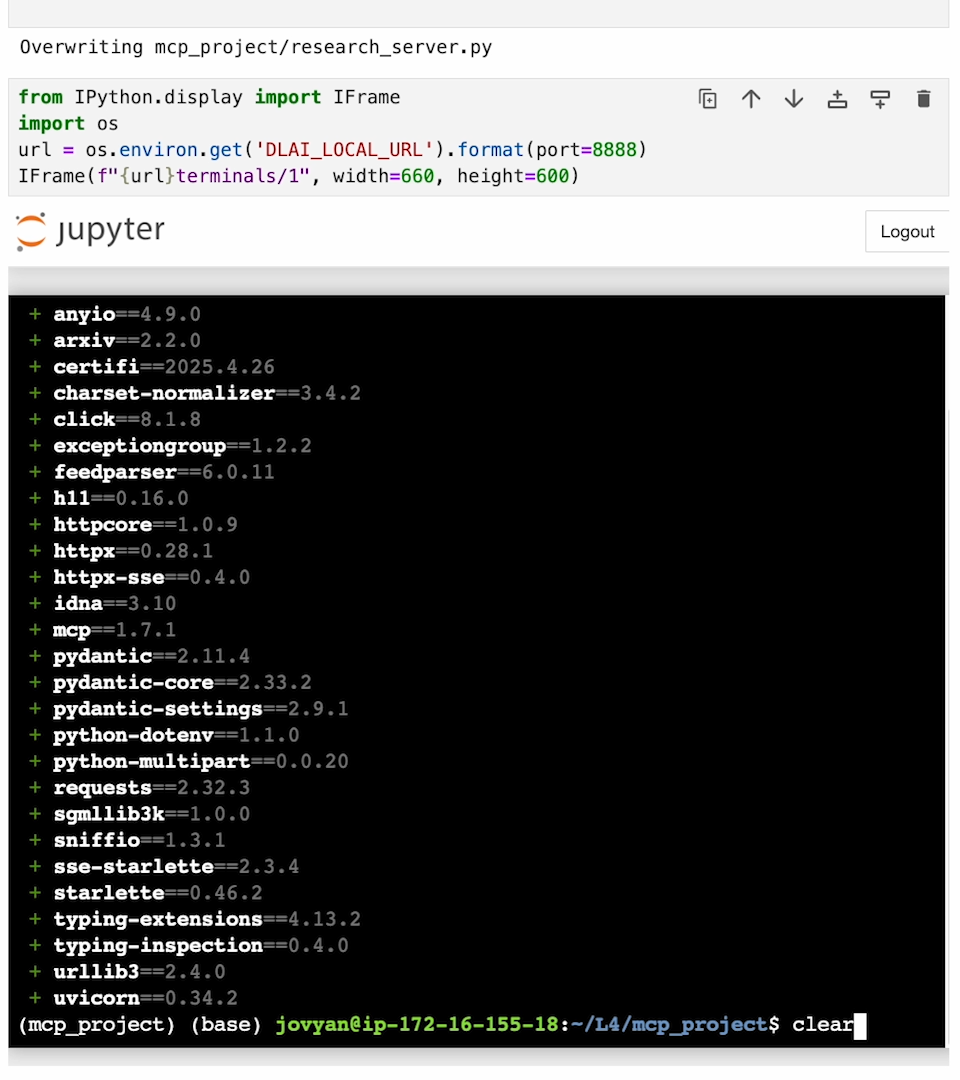 Overwriting mcp_project/research_server.py
from IPython.display import IFrame
import os
url = os.environ.get('DLAI_LOCAL_URL').format(port=8888)
IFrame(f"{url}terminals/1", width=660, height=600)
jupyter
Logout
+ anyio==4.9.0
+ arxiv==2.2.0
+ certifi==2025.4.26
+ charset-normalizer==3.4.2
+ click==8.1.8
+ exceptiongroup==1.2.2
+ feedparser==6.0.11
+ h11==0.16.0
+ httpcore==1.0.9
+ httpx==0.28.1
+ httpx-sse==0.4.0
+ idna==3.10
+ mcp==1.7.1
+ pydantic==2.11.4
+ pydantic-core==2.33.2
+ pydantic-settings==2.9.1
+ python-dotenv==1.1.0
+ python-multipart==0.0.20
+ requests==2.32.3
+ sgmllib3k==1.0.0
+ sniffio==1.3.1
+ sse-starlette==2.3.4
+ starlette==0.46.2
+ typing-extensions==4.13.2
+ typing-inspection==0.4.0
+ urllib3==2.4.0
+ uvicorn==0.34.2
(mcp_project) (base) jovyan@ip-172-16-155-18:~/L4/mcp_project$ clear